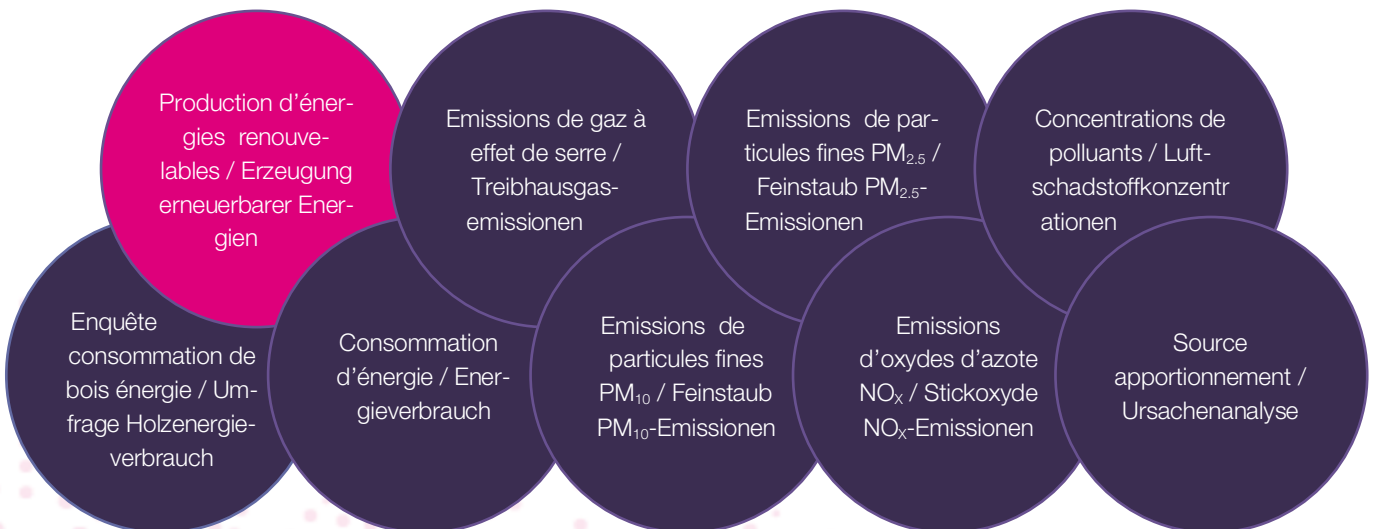 Production d’éner-
gies renouve-
lables / Erzeugung
erneuerbarer Ener-
gien
Emissions de gaz à
effet de serre /
Treibhausgas-
emissionen
Emissions de par-
ticules fines PM2.5 /
Feinstaub PM2.5-
Emissionen
Concentrations de
polluants / Luft-
schadstoffkonzentr
ationen
Enquête
consommation de
bois énergie / Um-
frage Holzenergie-
verbrauch
Consommation
d’énergie / Ener-
gieverbrauch
Emissions de
particules fines
PM10 / Feinstaub
PM10-Emissionen
Emissions
d'oxydes d'azote
NOX / Stickoxyde
NOX-Emissionen
Source
apportionnement /
Ursachenanalyse